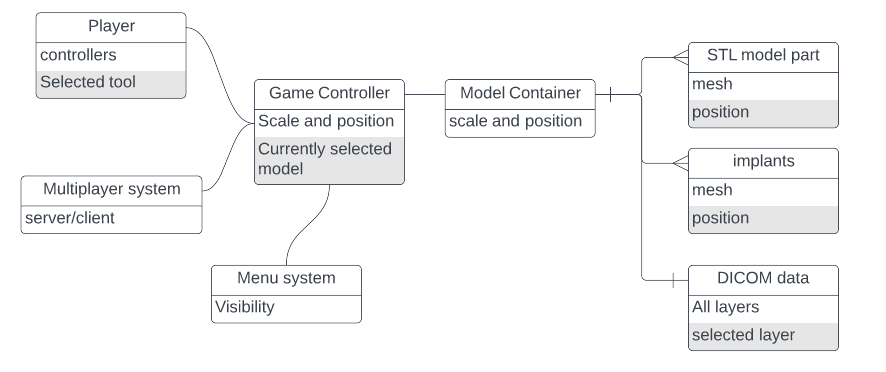 Player
controllers
Selected tool
Multiplayer system
server/client
Game Controller
Scale and position
Currently selected
model
Menu system
Visibility
Model Container
scale and position
STL model part
mesh
position
implants
mesh
position
DICOM data
All layers
selected layer